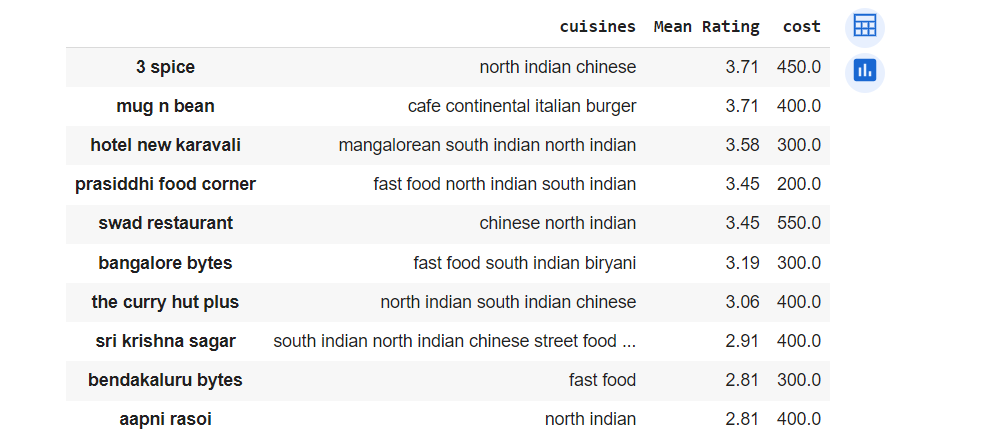 cuisines Mean Rating cost
3 spice north indian chinese 3.71 450.0
mug n bean cafe continental italian burger 3.71 400.0
hotel new karavali mangalorean south indian north indian 3.58 300.0
prasiddhi food corner fast food north indian south indian 3.45 200.0
swad restaurant chinese north indian 3.45 550.0
bangalore bytes fast food south indian biryani 3.19 300.0
the curry hut plus north indian south indian chinese 3.06 400.0
sri krishna sagar south indian north indian chinese street food ... 2.91 400.0
bendakaluru bytes fast food 2.81 300.0
aapni rasoi north indian 2.81 400.0